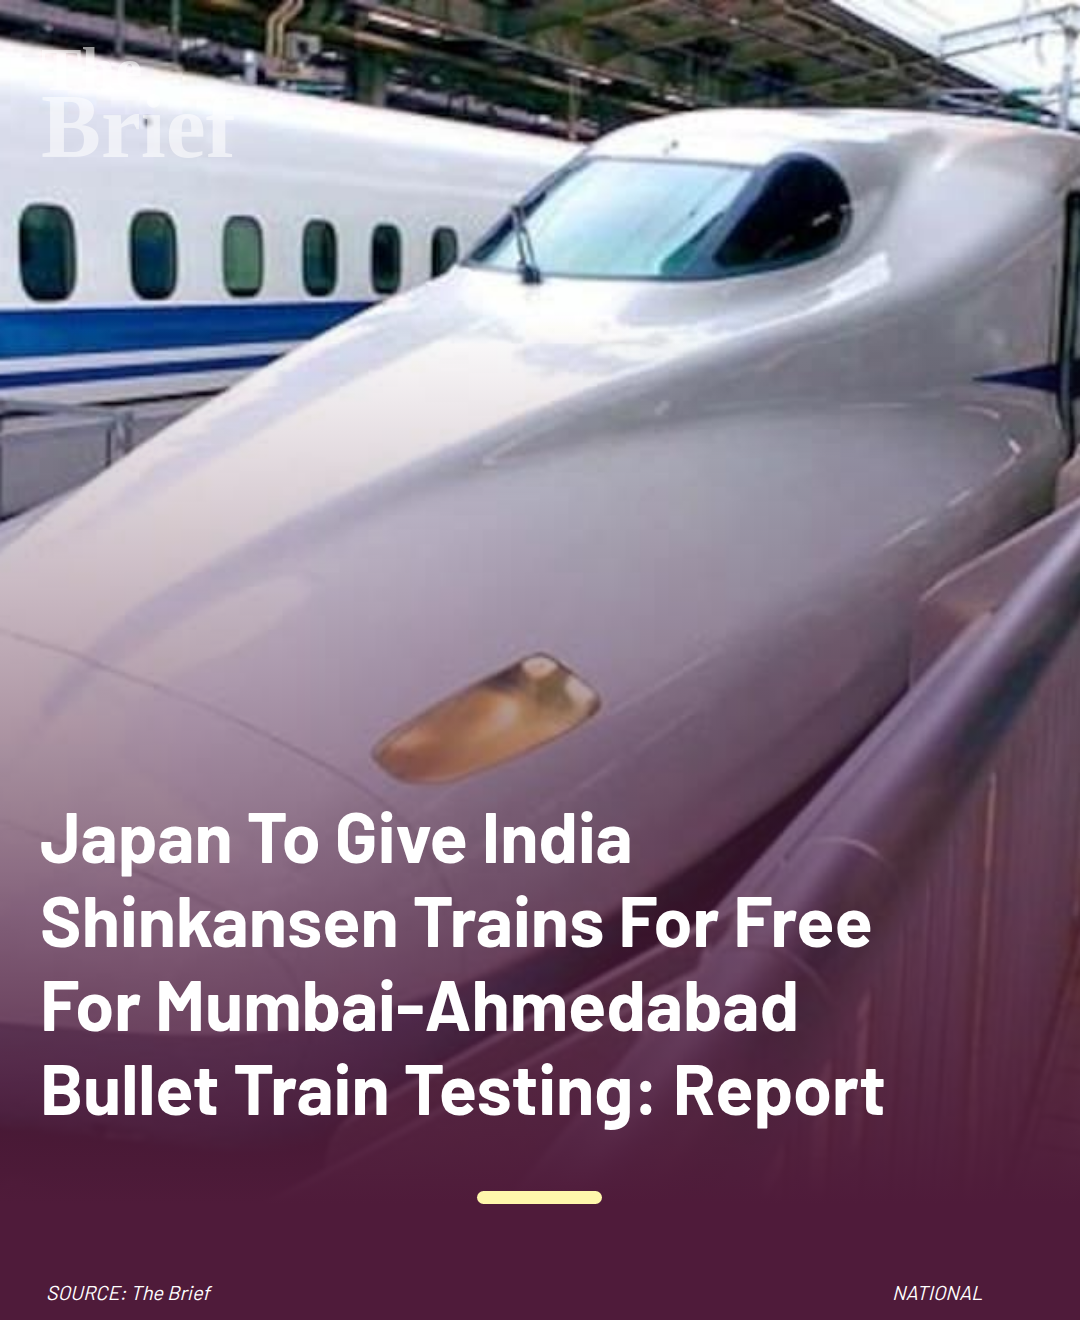 The
Brief
Japan To Give India
Shinkansen Trains For Free
For Mumbai-Ahmedabad
Bullet Train Testing: Report
SOURCE: The Brief
NATIONAL